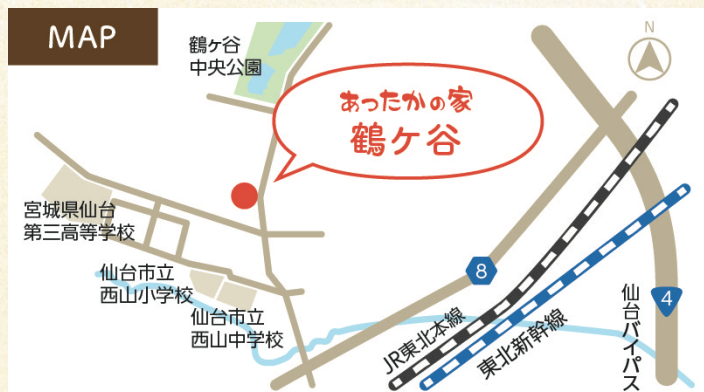 MAP
鶴ケ谷
中央公園
N
あったかの家
鶴ケ谷
宮城県仙台
第三高等学校
仙台市立
西山小学校
仙台市立
西山中学校
8
JR東北本線
東北新幹線
仙台バイパス
4